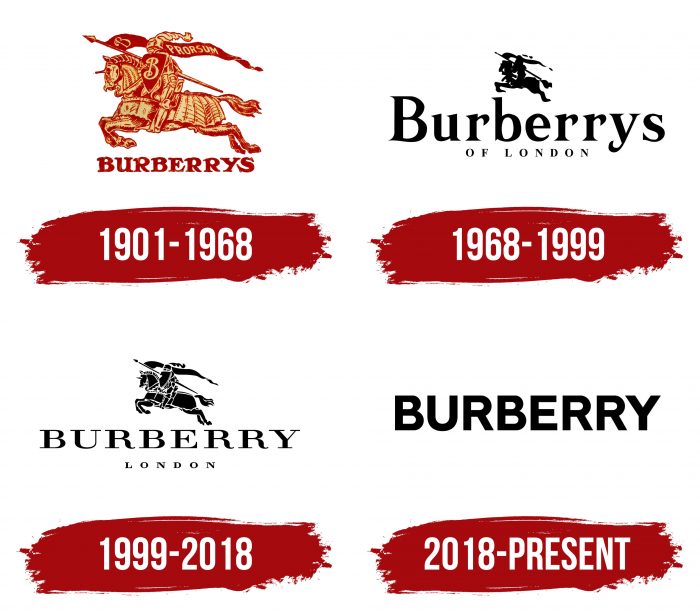 PRORSUM
B
BURBERRYS
1901-1968
Burberrys
OF LONDON
1968-1999
BURBERRY
LONDON
1999-2018
BURBERRY
2018-PRESENT